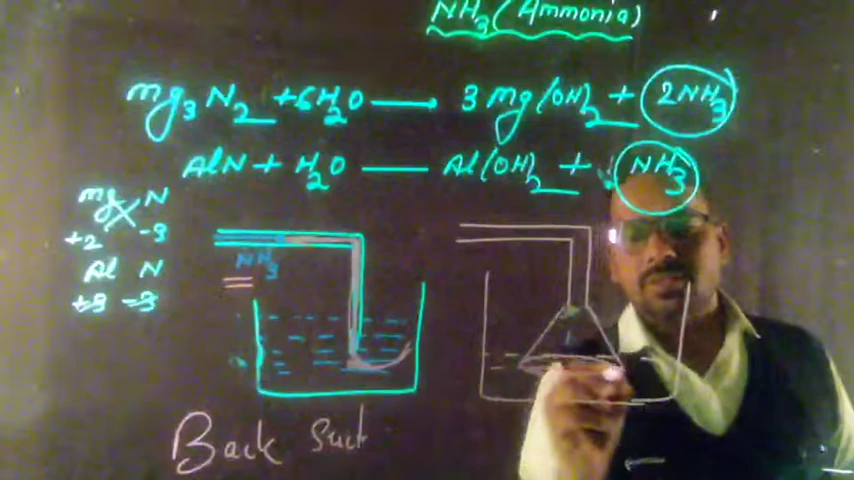 NH₃ (Ammonia)
Mg₃N₂ + 6H₂O → 3Mg(OH)₂ + 2NH₃
AlN + H₂O — Al(OH)₂ + NH₃
Mg N
+2 -3
Al N
+3 -3
NH₃
Back Suck